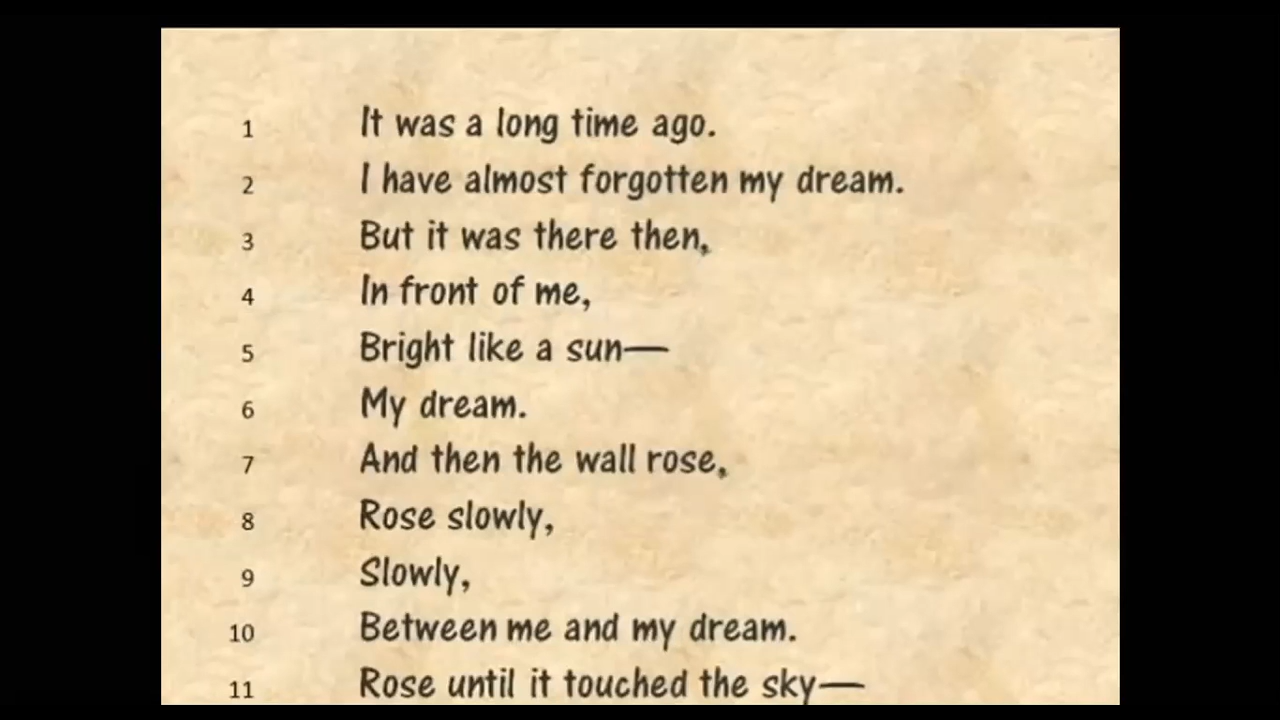 1 It was a long time ago.
2 I have almost forgotten my dream.
3 But it was there then,
4 In front of me,
5 Bright like a sun—
6 My dream.
7 And then the wall rose,
8 Rose slowly,
9 Slowly,
10 Between me and my dream.
11 Rose until it touched the sky—